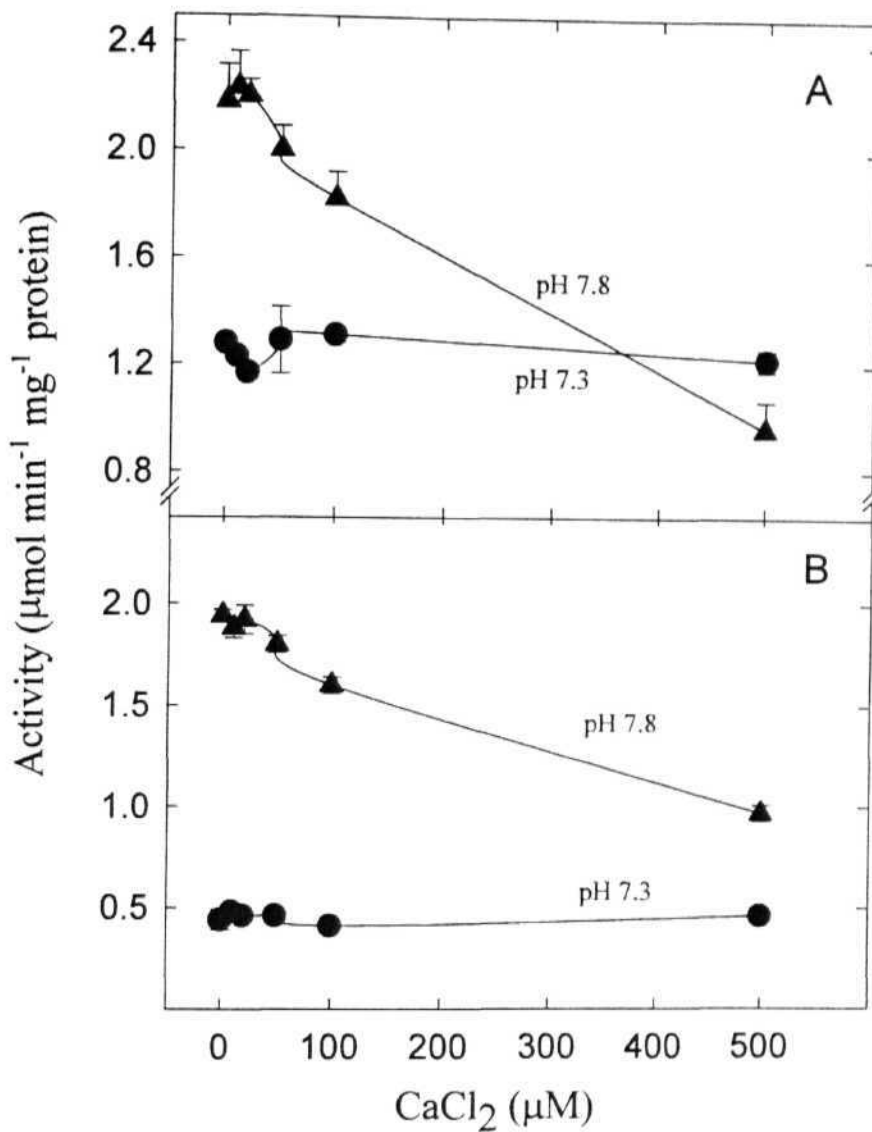 A
2.4
2.0
1.6
1.2
0.8
pH 7.8
pH 7.3
B
2.0
1.5
1.0
0.5
pH 7.8
pH 7.3
0 100 200 300 400 500
CaCl₂ (μM)
Activity (μmol min⁻¹ mg⁻¹ protein)